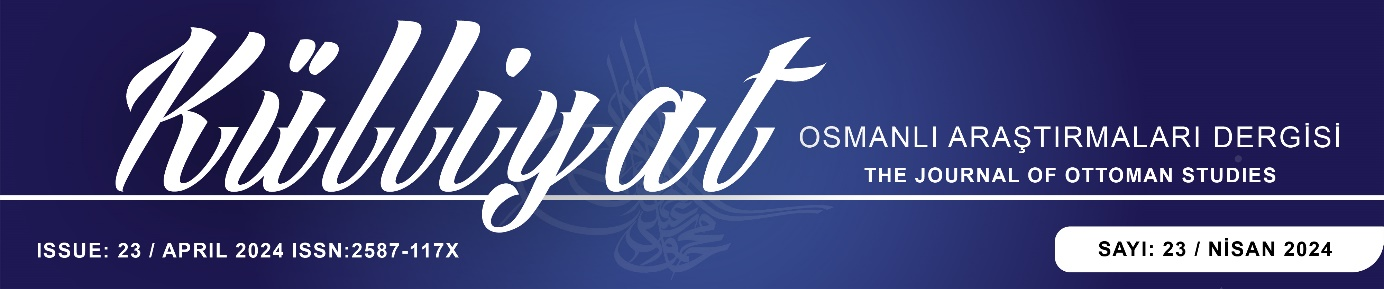 Külliyat
OSMANLI ARAŞTIRMALARI DERGİSİ
THE JOURNAL OF OTTOMAN STUDIES
ISSUE: 23 / APRIL 2024 ISSN:2587-117X
SAYI: 23 / NİSAN 2024